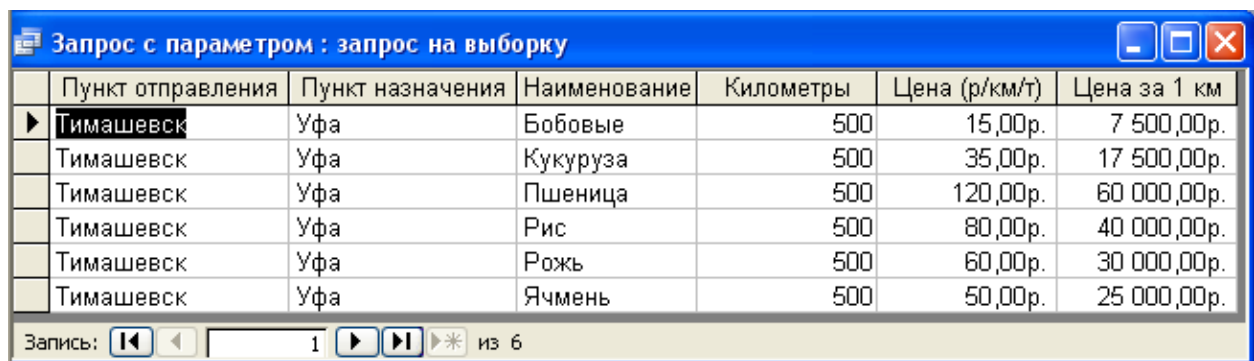 Запрос с параметром : запрос на выборку
Пункт отправления Пункт назначения Наименование Километры Цена (р/км/т) Цена за 1 км
Тимашевск Уфа Бобовые 500 15,00р. 7 500,00р.
Тимашевск Уфа Кукуруза 500 35,00р. 17 500,00р.
Тимашевск Уфа Пшеница 500 120,00р. 60 000,00р.
Тимашевск Уфа Рис 500 80,00р. 40 000,00р.
Тимашевск Уфа Рожь 500 60,00р. 30 000,00р.
Тимашевск Уфа Ячмень 500 50,00р. 25 000,00р.
Запись: 1 из 6